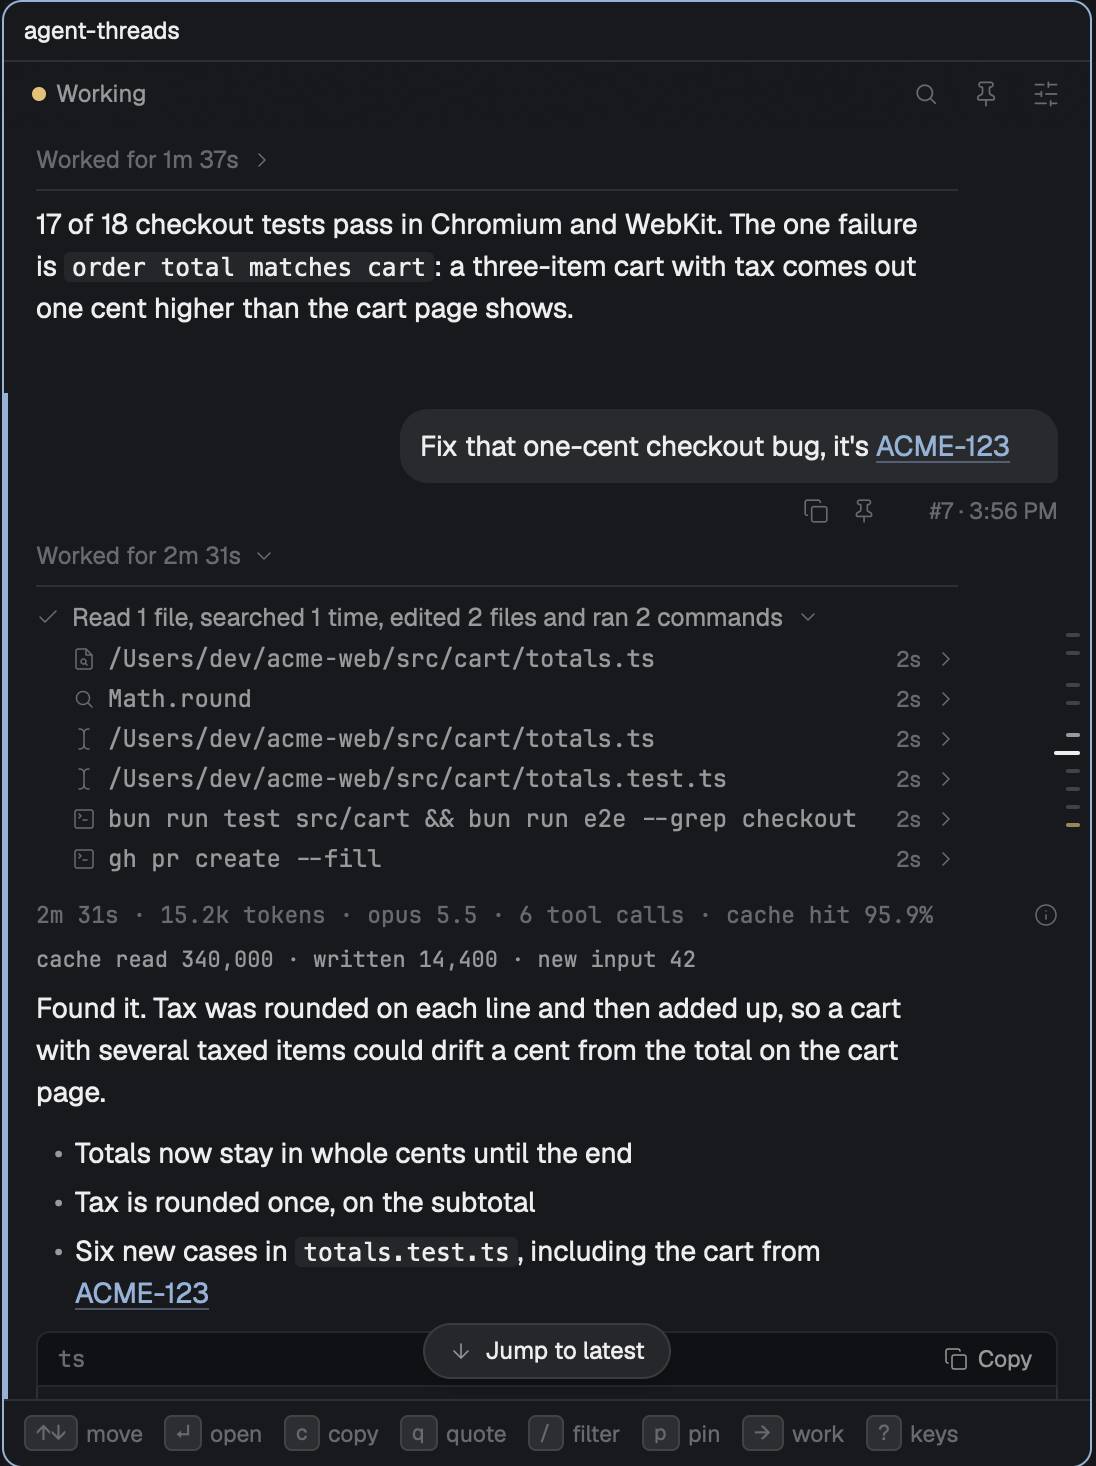 agent-threads
Working
Worked for 1m 37s
17 of 18 checkout tests pass in Chromium and WebKit. The one failure
is order total matches cart: a three-item cart with tax comes out
one cent higher than the cart page shows.
Fix that one-cent checkout bug, it's ACME-123
#7 · 3:56 PM
Worked for 2m 31s
Read 1 file, searched 1 time, edited 2 files and ran 2 commands
/Users/dev/acme-web/src/cart/totals.ts 2s
Math.round 2s
/Users/dev/acme-web/src/cart/totals.ts 2s
/Users/dev/acme-web/src/cart/totals.test.ts 2s
bun run test src/cart && bun run e2e --grep checkout 2s
gh pr create --fill 2s
2m 31s · 15.2k tokens · opus 5.5 · 6 tool calls · cache hit 95.9%
cache read 340,000 · written 14,400 · new input 42
Found it. Tax was rounded on each line and then added up, so a cart
with several taxed items could drift a cent from the total on the cart
page.
• Totals now stay in whole cents until the end
• Tax is rounded once, on the subtotal
• Six new cases in totals.test.ts, including the cart from
ACME-123
ts Jump to latest Copy
↑↓ move ↵ open c copy q quote / filter p pin → work ? keys